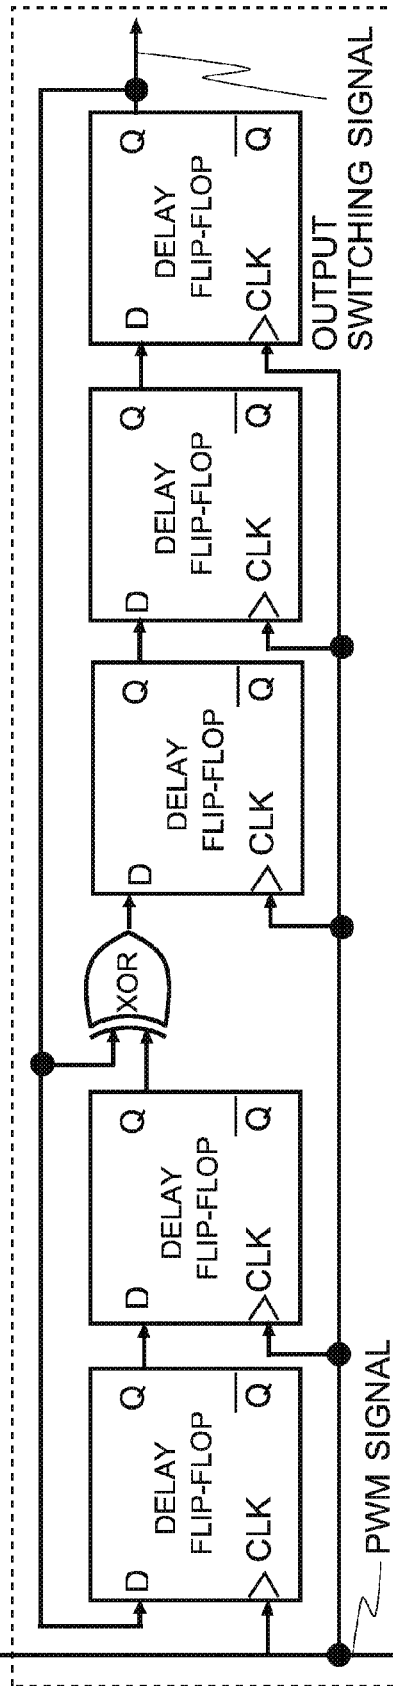 PWM SIGNAL
D
Q
DELAY
FLIP-FLOP
CLK
Q
D
Q
DELAY
FLIP-FLOP
CLK
Q
XOR
D
Q
DELAY
FLIP-FLOP
CLK
Q
D
Q
DELAY
FLIP-FLOP
CLK
Q
D
Q
DELAY
FLIP-FLOP
CLK
Q
OUTPUT
SWITCHING SIGNAL